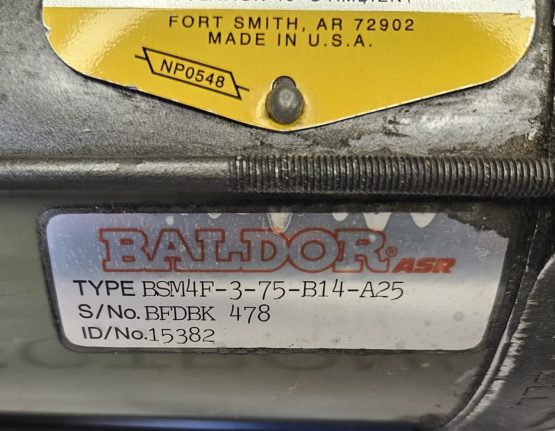 FORT SMITH, AR 72902
MADE IN U.S.A.
NP0548
BALDOR® ASR
TYPE BSM4F-3-75-B14-A25
S/No. BFDBK 478
ID/No. 15382